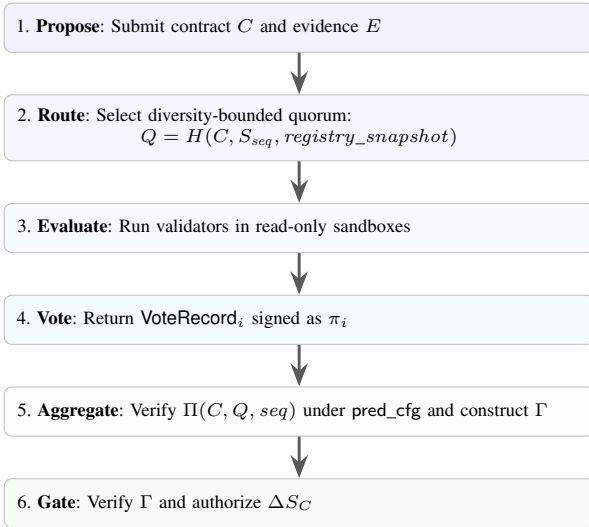 1. Propose: Submit contract C and evidence E
2. Route: Select diversity-bounded quorum:
Q = H(C, S_seq, registry_snapshot)
3. Evaluate: Run validators in read-only sandboxes
4. Vote: Return VoteRecord_i signed as π_i
5. Aggregate: Verify Π(C, Q, seq) under pred_cfg and construct Γ
6. Gate: Verify Γ and authorize ΔS_C